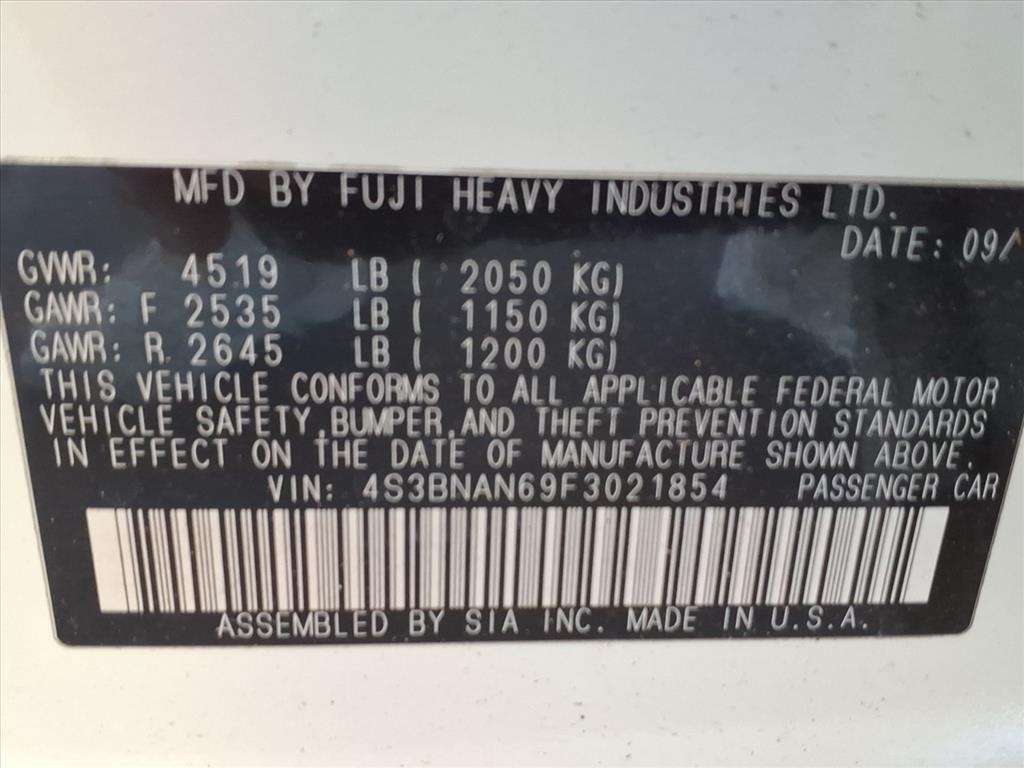 MFD BY FUJI HEAVY INDUSTRIES LTD.
DATE: 09/
GVWR: 4519 LB ( 2050 KG)
GAWR: F 2535 LB ( 1150 KG)
GAWR: R 2645 LB ( 1200 KG)
THIS VEHICLE CONFORMS TO ALL APPLICABLE FEDERAL MOTOR
VEHICLE SAFETY, BUMPER, AND THEFT PREVENTION STANDARDS
IN EFFECT ON THE DATE OF MANUFACTURE SHOWN ABOVE.
VIN: 4S3BNAN69F3021854 PASSENGER CAR
ASSEMBLED BY SIA INC. MADE IN U.S.A.